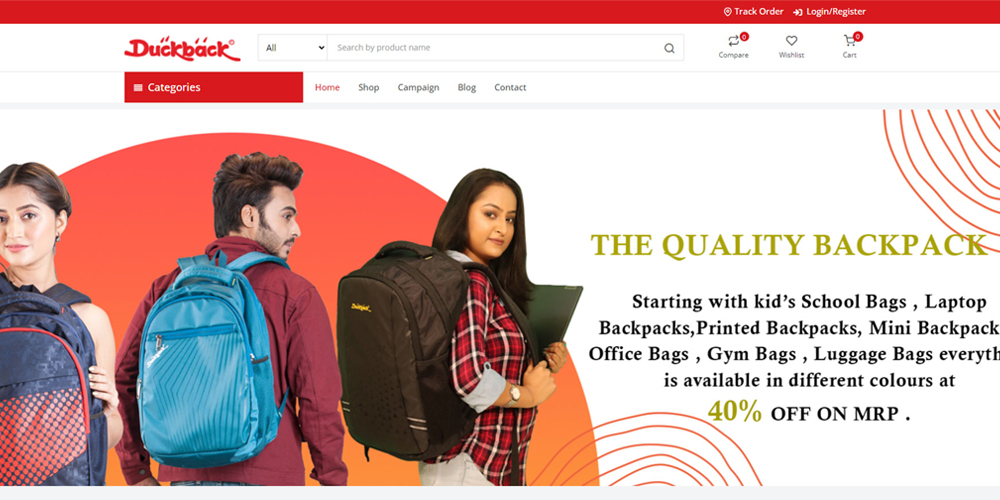 Track Order Login/Register
Duckback©
All
Search by product name
0
0
Compare
Wishlist
Cart
Categories
Home
Shop
Campaign
Blog
Contact
THE QUALITY BACKPACK
Starting with kid's School Bags , Laptop
Backpacks,Printed Backpacks, Mini Backpack
Office Bags , Gym Bags , Luggage Bags everyth
is available in different colours at
40% OFF ON MRP .
Duckback
Duckback